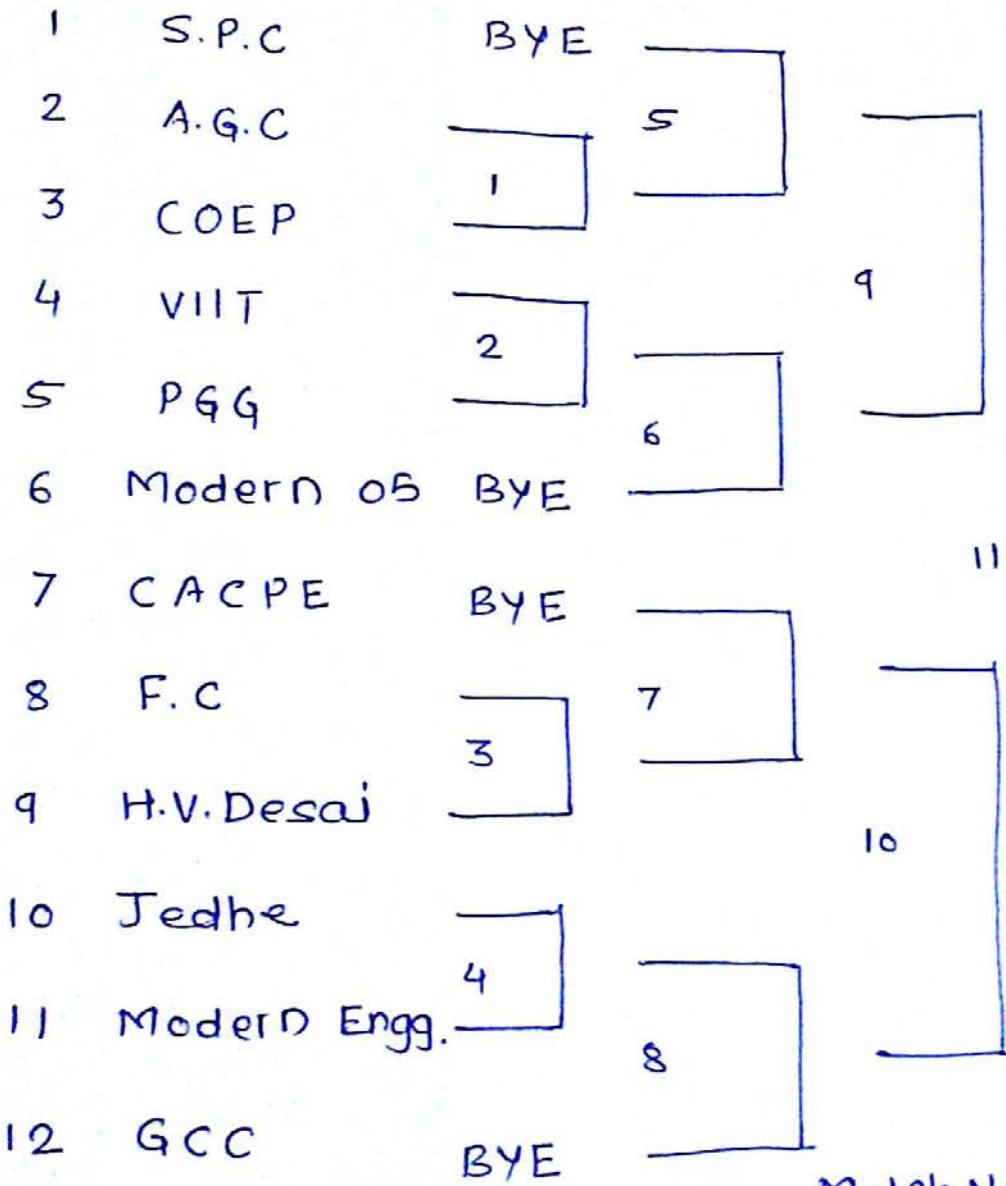 1 S.P.C BYE
2 A.G.C
5
3 COEP
1
4 VIIT
9
2
5 PGG
6
6 Modern 05 BYE
11
7 CACPE BYE
8 F.C
7
3
9 H.V. Desai
10
10 Jedhe
4
11 Modern Engg.
8
12 GCC BYE